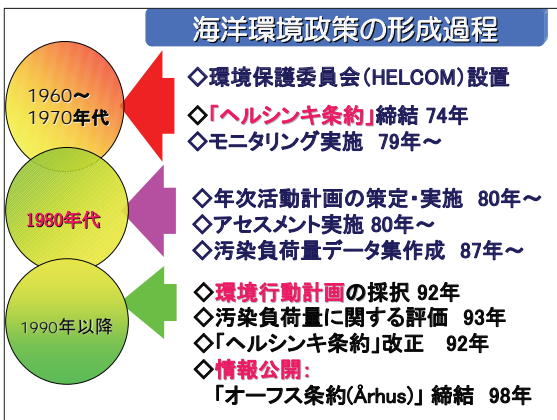 海洋環境政策の形成過程
1960～
1970年代
◇環境保護委員会(HELCOM)設置
◇「ヘルシンキ条約」締結 74年
◇モニタリング実施 79年～
1980年代
◇年次活動計画の策定・実施 80年～
◇アセスメント実施 80年～
◇汚染負荷量データ集作成 87年～
1990年以降
◇環境行動計画の採択 92年
◇汚染負荷量に関する評価 93年
◇「ヘルシンキ条約」改正 92年
◇情報公開：
「オーフス条約(Århus)」 締結 98年